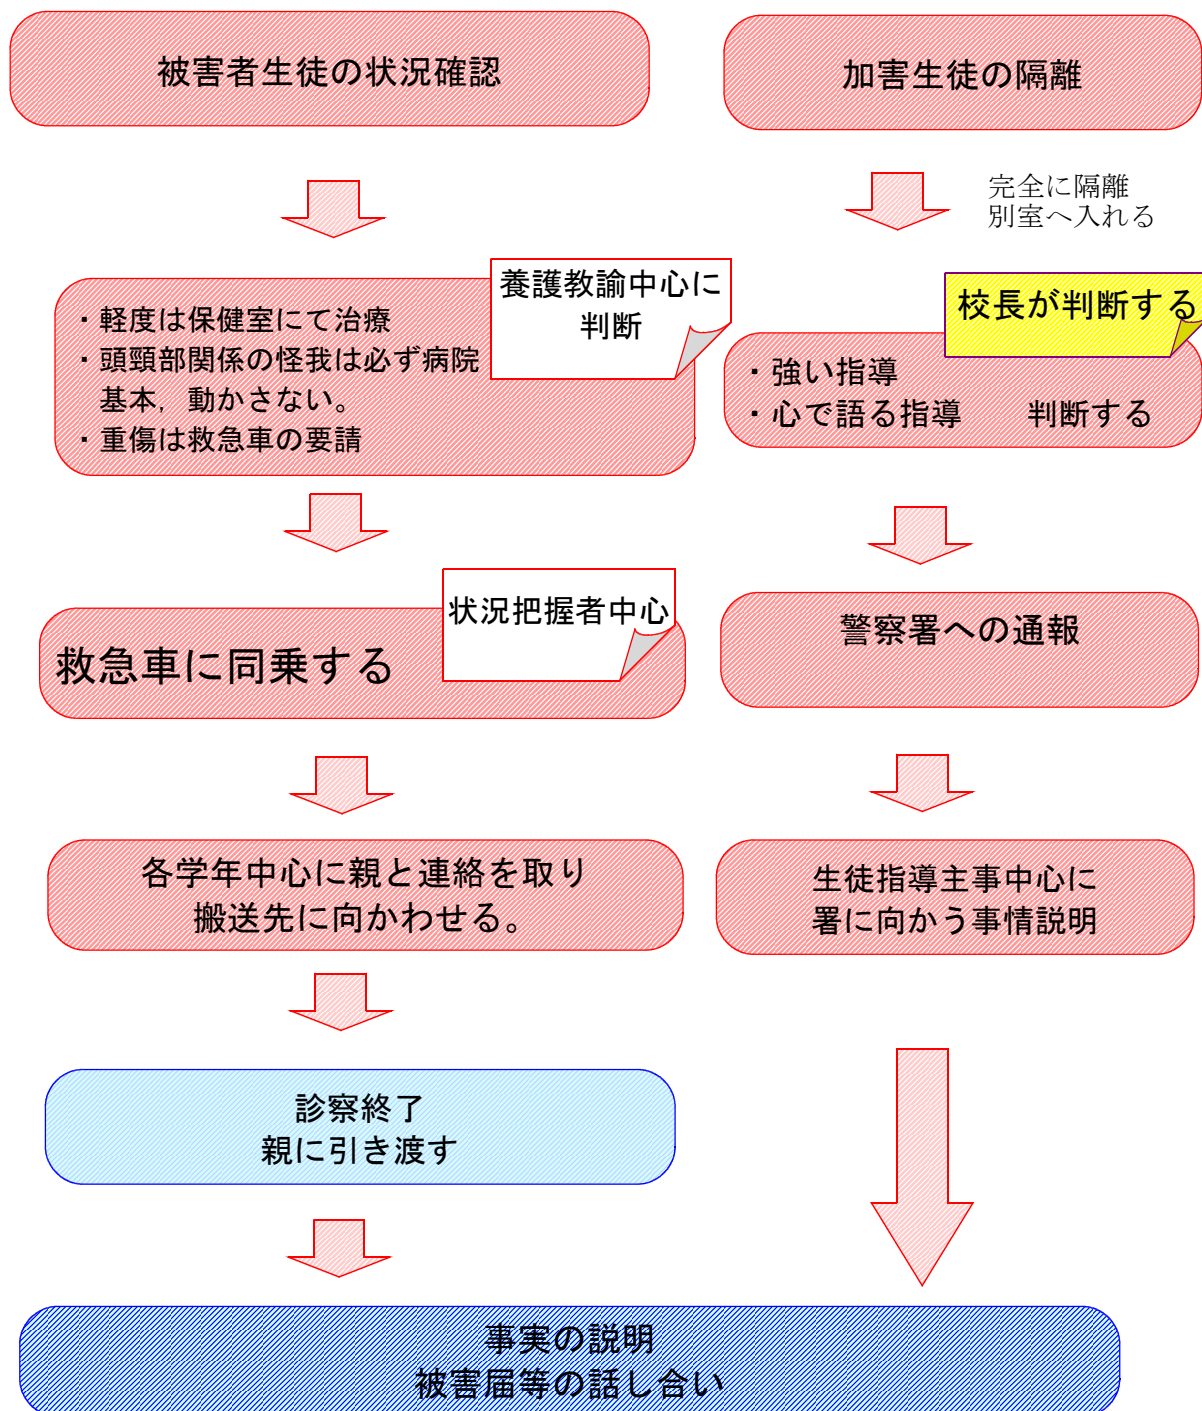 被害者生徒の状況確認
加害生徒の隔離
完全に隔離
別室へ入れる
養護教諭中心に
判断
・軽度は保健室にて治療
・頭頸部関係の怪我は必ず病院
基本，動かさない。
・重傷は救急車の要請
校長が判断する
・強い指導
・心で語る指導　　判断する
状況把握者中心
救急車に同乗する
警察署への通報
各学年中心に親と連絡を取り
搬送先に向かわせる。
生徒指導主事中心に
署に向かう事情説明
診察終了
親に引き渡す
事実の説明
被害届等の話し合い